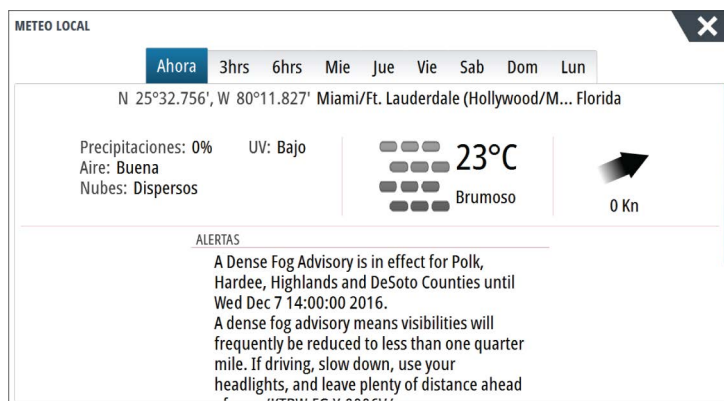 METEO LOCAL
Ahora 3hrs 6hrs Mie Jue Vie Sab Dom Lun
N 25°32.756', W 80°11.827' Miami/Ft. Lauderdale (Hollywood/M... Florida
Precipitaciones: 0% UV: Bajo
Aire: Buena
Nubes: Dispersos
23°C
Brumoso
0 Kn
ALERTAS
A Dense Fog Advisory is in effect for Polk,
Hardee, Highlands and DeSoto Counties until
Wed Dec 7 14:00:00 2016.
A dense fog advisory means visibilities will
frequently be reduced to less than one quarter
mile. If driving, slow down, use your
headlights, and leave plenty of distance ahead